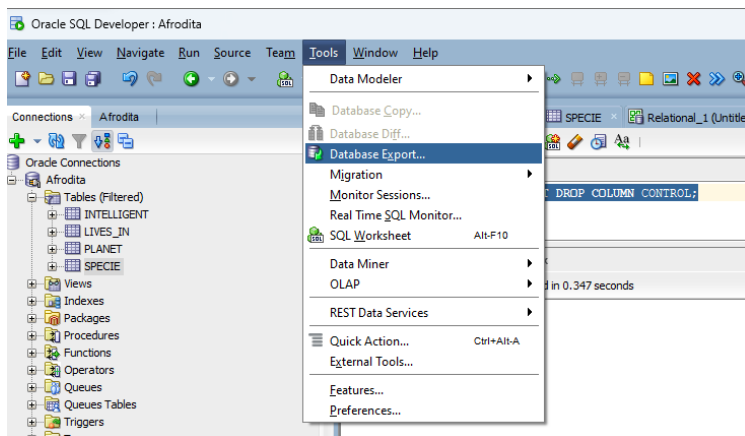 Oracle SQL Developer : Afrodita
File Edit View Navigate Run Source Team Tools Window Help
Connections Afrodita
Oracle Connections
Afrodita
Tables (Filtered)
INTELLIGENT
LIVES_IN
PLANET
SPECIE
Views
Indexes
Packages
Procedures
Functions
Operators
Queues
Queues Tables
Triggers
Data Modeler
Database Copy...
Database Diff...
Database Export...
Migration
Monitor Sessions...
Real Time SQL Monitor...
SQL Worksheet Alt-F10
Data Miner
OLAP
REST Data Services
Quick Action... Ctrl+Alt-A
External Tools...
Features...
Preferences...
SPECIE Relational_1 (Untitle
DROP COLUMN CONTROL;
in 0.347 seconds